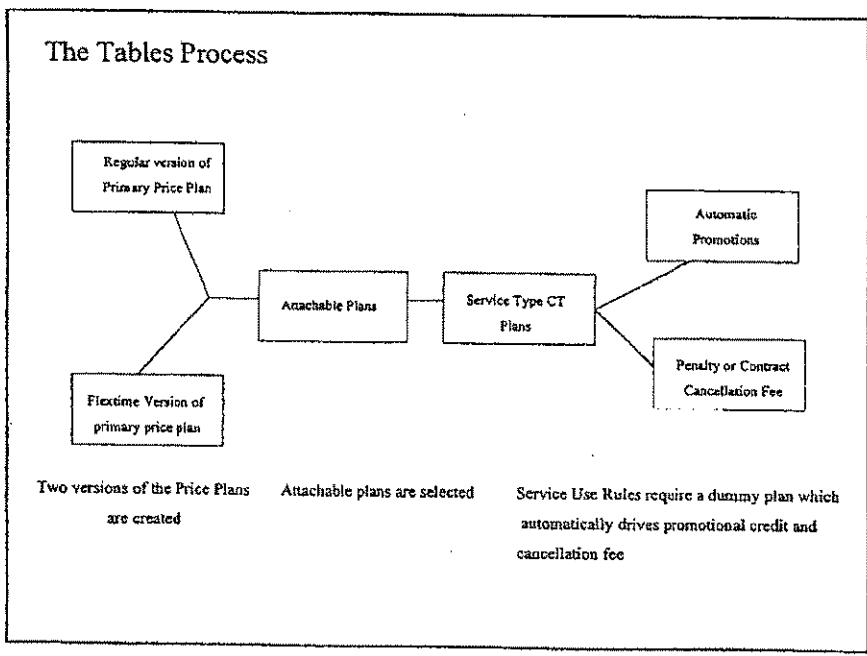 The Tables Process
Regular version of
Primary Price Plan
Automatic
Promotions
Attachable Plans
Service Type CT
Plans
Penalty or Contract
Cancellation Fee
Flextime Version of
primary price plan
Two versions of the Price Plans
are created
Attachable plans are selected
Service Use Rules require a dummy plan which
automatically drives promotional credit and
cancellation fee